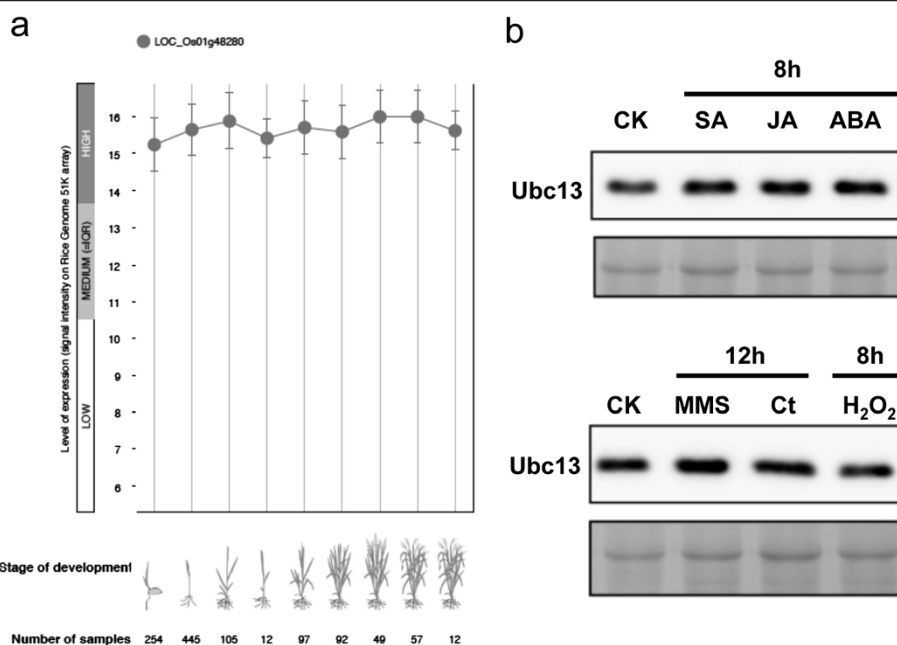 a
LOC_Os01g48280
Level of expression (signal intensity on Rice Genome 51K array)
HIGH
MEDIUM (=IQR)
LOW
16
15
14
13
12
11
10
9
8
7
6
Stage of development
Number of samples 254 445 105 12 97 92 49 57 12
b
8h
CK SA JA ABA
Ubc13
12h 8h
CK MMS Ct H₂O₂
Ubc13